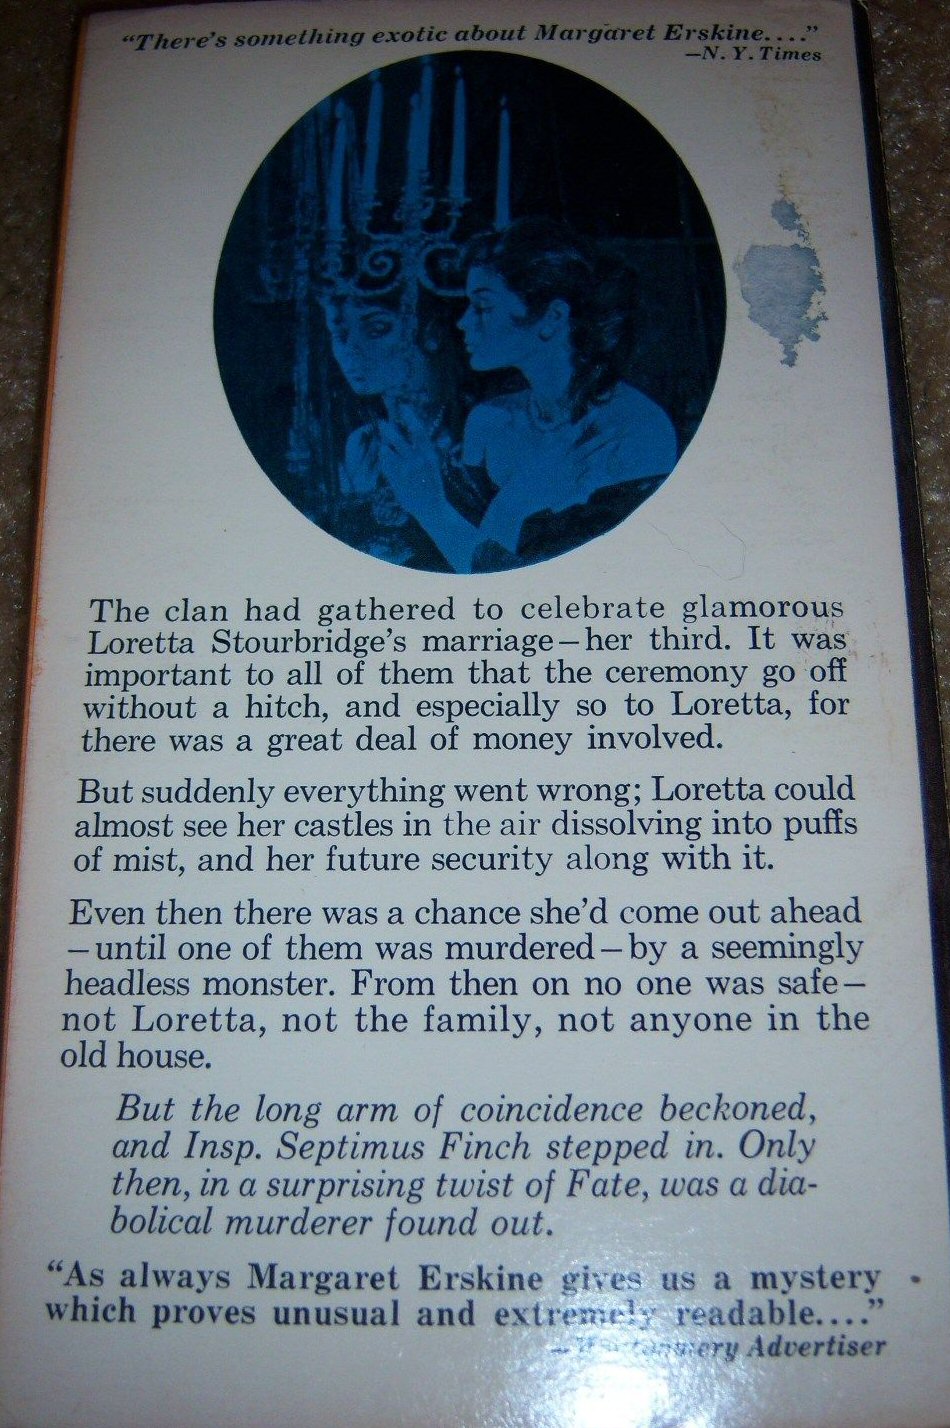 “There’s something exotic about Margaret Erskine....”
—N. Y. Times
The clan had gathered to celebrate glamorous
Loretta Stourbridge’s marriage—her third. It was
important to all of them that the ceremony go off
without a hitch, and especially so to Loretta, for
there was a great deal of money involved.
But suddenly everything went wrong; Loretta could
almost see her castles in the air dissolving into puffs
of mist, and her future security along with it.
Even then there was a chance she’d come out ahead
—until one of them was murdered—by a seemingly
headless monster. From then on no one was safe—
not Loretta, not the family, not anyone in the
old house.
But the long arm of coincidence beckoned,
and Insp. Septimus Finch stepped in. Only
then, in a surprising twist of Fate, was a dia-
bolical murderer found out.
“As always Margaret Erskine gives us a mystery
which proves unusual and extremely readable....”
Advertiser